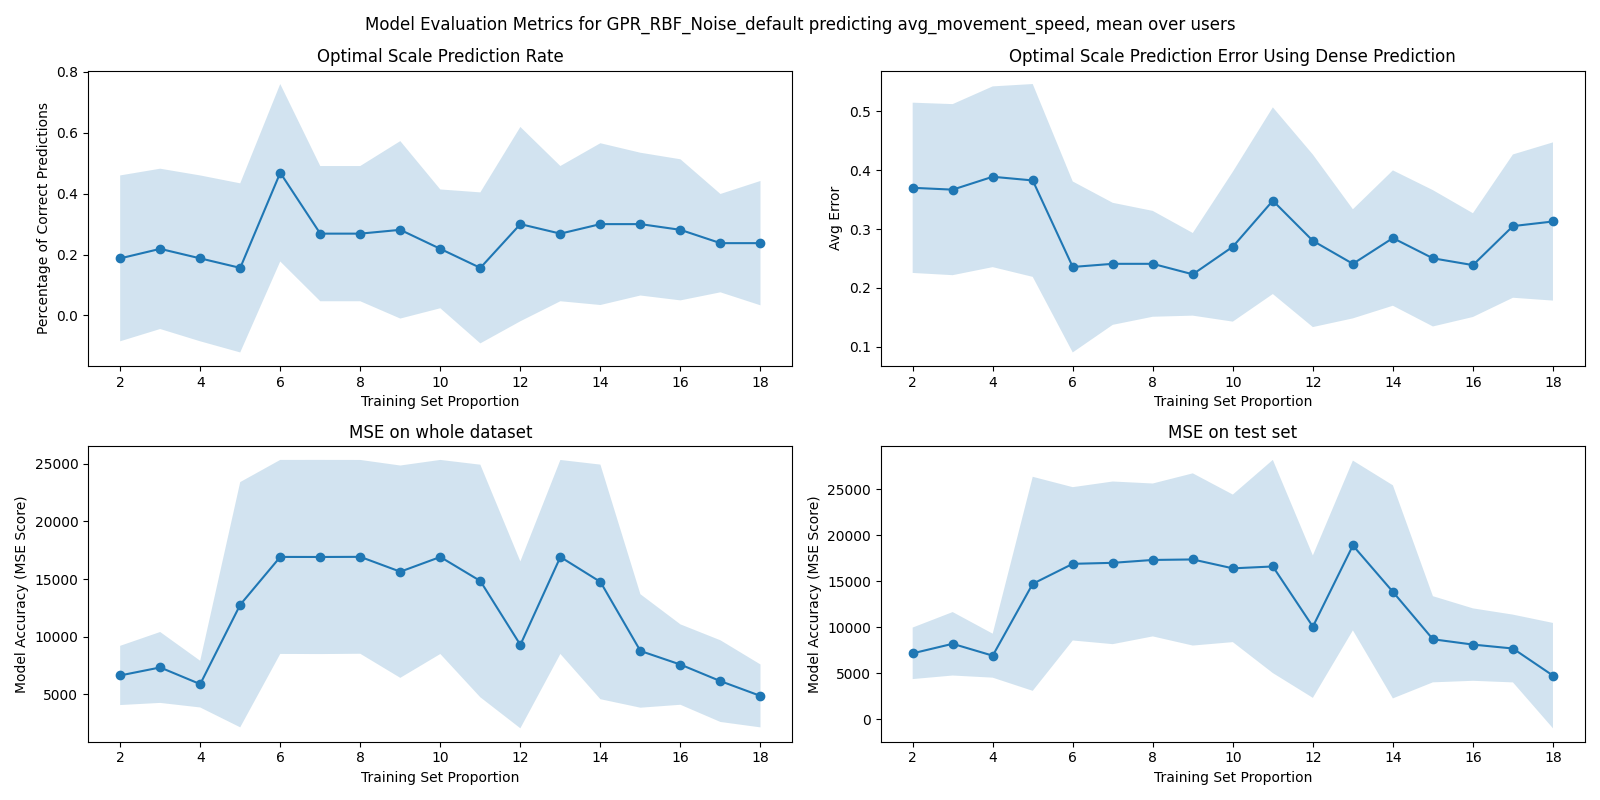 Model Evaluation Metrics for GPR_RBF_Noise_default predicting avg_movement_speed, mean over users
Optimal Scale Prediction Rate
Percentage of Correct Predictions
0.8
0.6
0.4
0.2
0.0
2 4 6 8 10 12 14 16 18
Training Set Proportion
Optimal Scale Prediction Error Using Dense Prediction
Avg Error
0.5
0.4
0.3
0.2
0.1
2 4 6 8 10 12 14 16 18
Training Set Proportion
MSE on whole dataset
Model Accuracy (MSE Score)
25000
20000
15000
10000
5000
2 4 6 8 10 12 14 16 18
Training Set Proportion
MSE on test set
Model Accuracy (MSE Score)
25000
20000
15000
10000
5000
0
2 4 6 8 10 12 14 16 18
Training Set Proportion